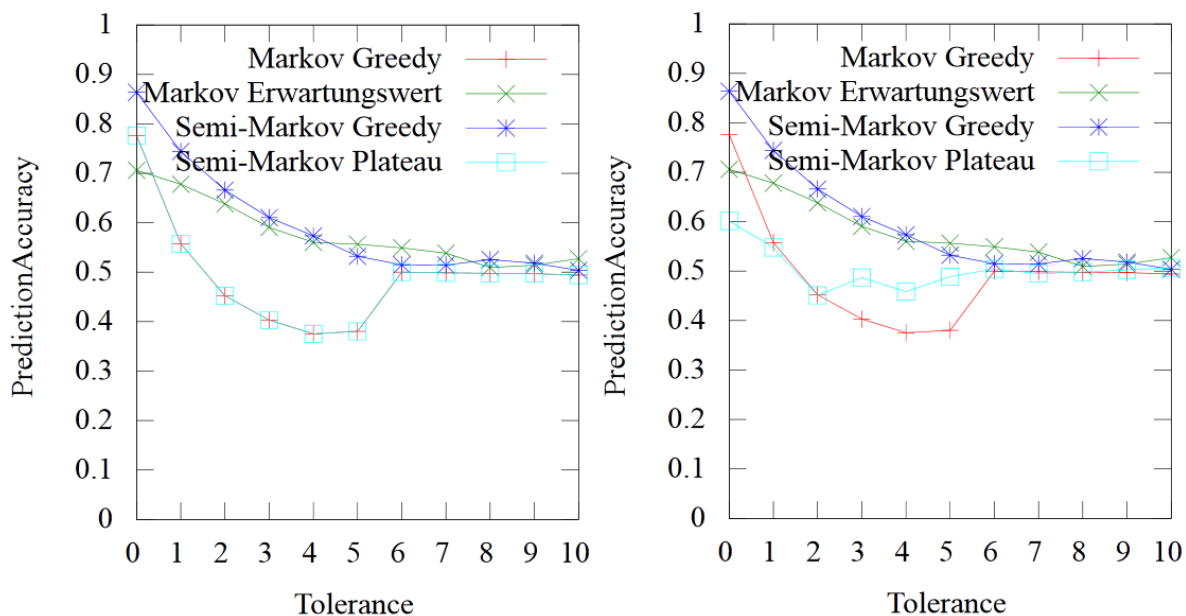 1
0.9
0.8
0.7
0.6
0.5
0.4
0.3
0.2
0.1
0
PredictionAccuracy
Markov Greedy
Markov Erwartungswert
Semi-Markov Greedy
Semi-Markov Plateau
0 1 2 3 4 5 6 7 8 9 10
Tolerance
1
0.9
0.8
0.7
0.6
0.5
0.4
0.3
0.2
0.1
0
PredictionAccuracy
Markov Greedy
Markov Erwartungswert
Semi-Markov Greedy
Semi-Markov Plateau
0 1 2 3 4 5 6 7 8 9 10
Tolerance